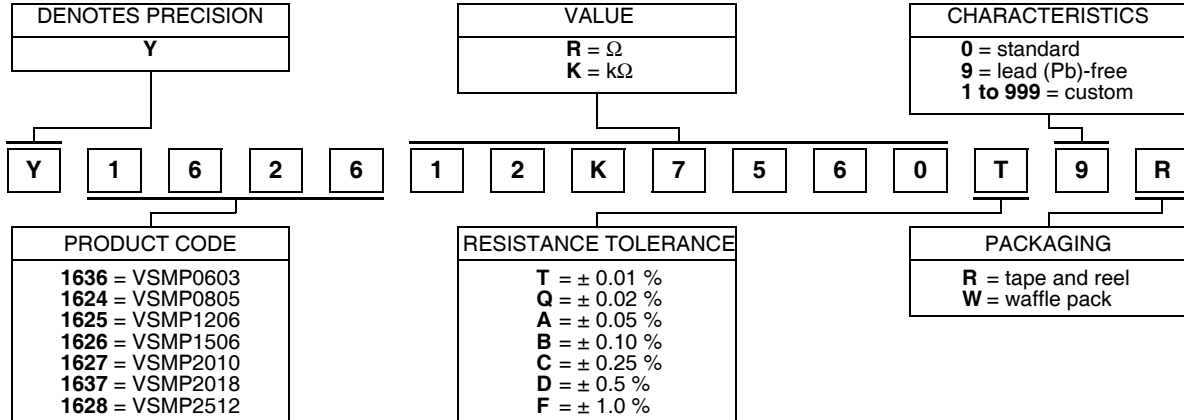 DENOTES PRECISION
Y
VALUE
R = Ω
K = kΩ
CHARACTERISTICS
0 = standard
9 = lead (Pb)-free
1 to 999 = custom
Y 1 6 2 6 1 2 K 7 5 6 0 T 9 R
PRODUCT CODE
1636 = VSMP0603
1624 = VSMP0805
1625 = VSMP1206
1626 = VSMP1506
1627 = VSMP2010
1637 = VSMP2018
1628 = VSMP2512
RESISTANCE TOLERANCE
T = ± 0.01 %
Q = ± 0.02 %
A = ± 0.05 %
B = ± 0.10 %
C = ± 0.25 %
D = ± 0.5 %
F = ± 1.0 %
PACKAGING
R = tape and reel
W = waffle pack